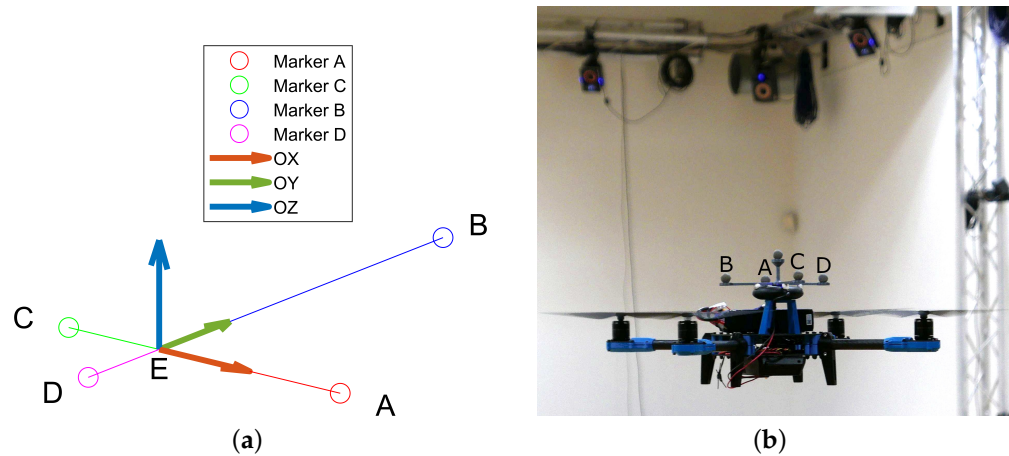 Marker A
Marker C
Marker B
Marker D
OX
OY
OZ
B
C
E
D
A
(a)
B A C D
(b)